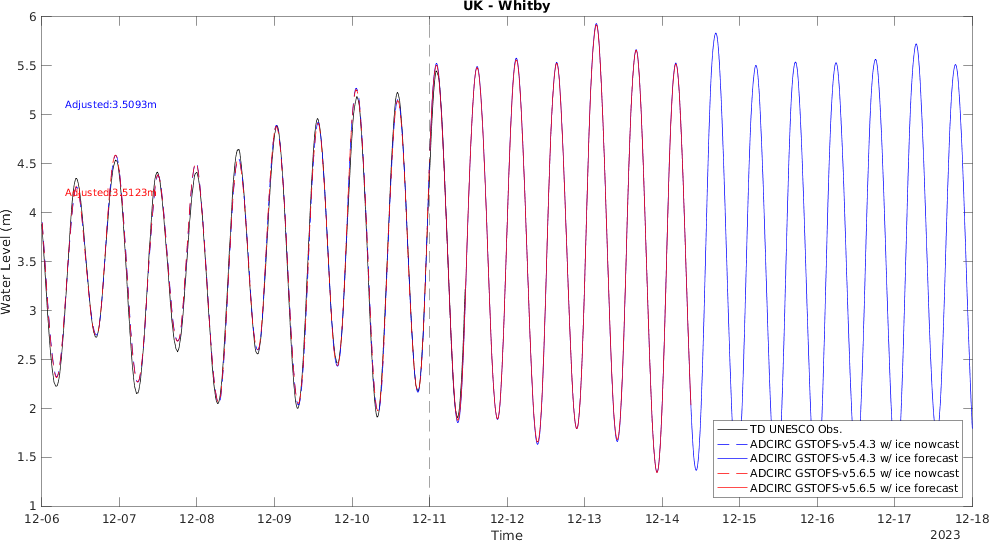 UK - Whitby
6
5.5
5
4.5
4
3.5
3
2.5
2
1.5
1
Water Level (m)
Adjusted:3.5093m
Adjusted:3.5123m
TD UNESCO Obs.
ADCIRC GSTOFS-v5.4.3 w/ ice nowcast
ADCIRC GSTOFS-v5.4.3 w/ ice forecast
ADCIRC GSTOFS-v5.6.5 w/ ice nowcast
ADCIRC GSTOFS-v5.6.5 w/ ice forecast
12-06 12-07 12-08 12-09 12-10 12-11 12-12 12-13 12-14 12-15 12-16 12-17 12-18
Time
2023